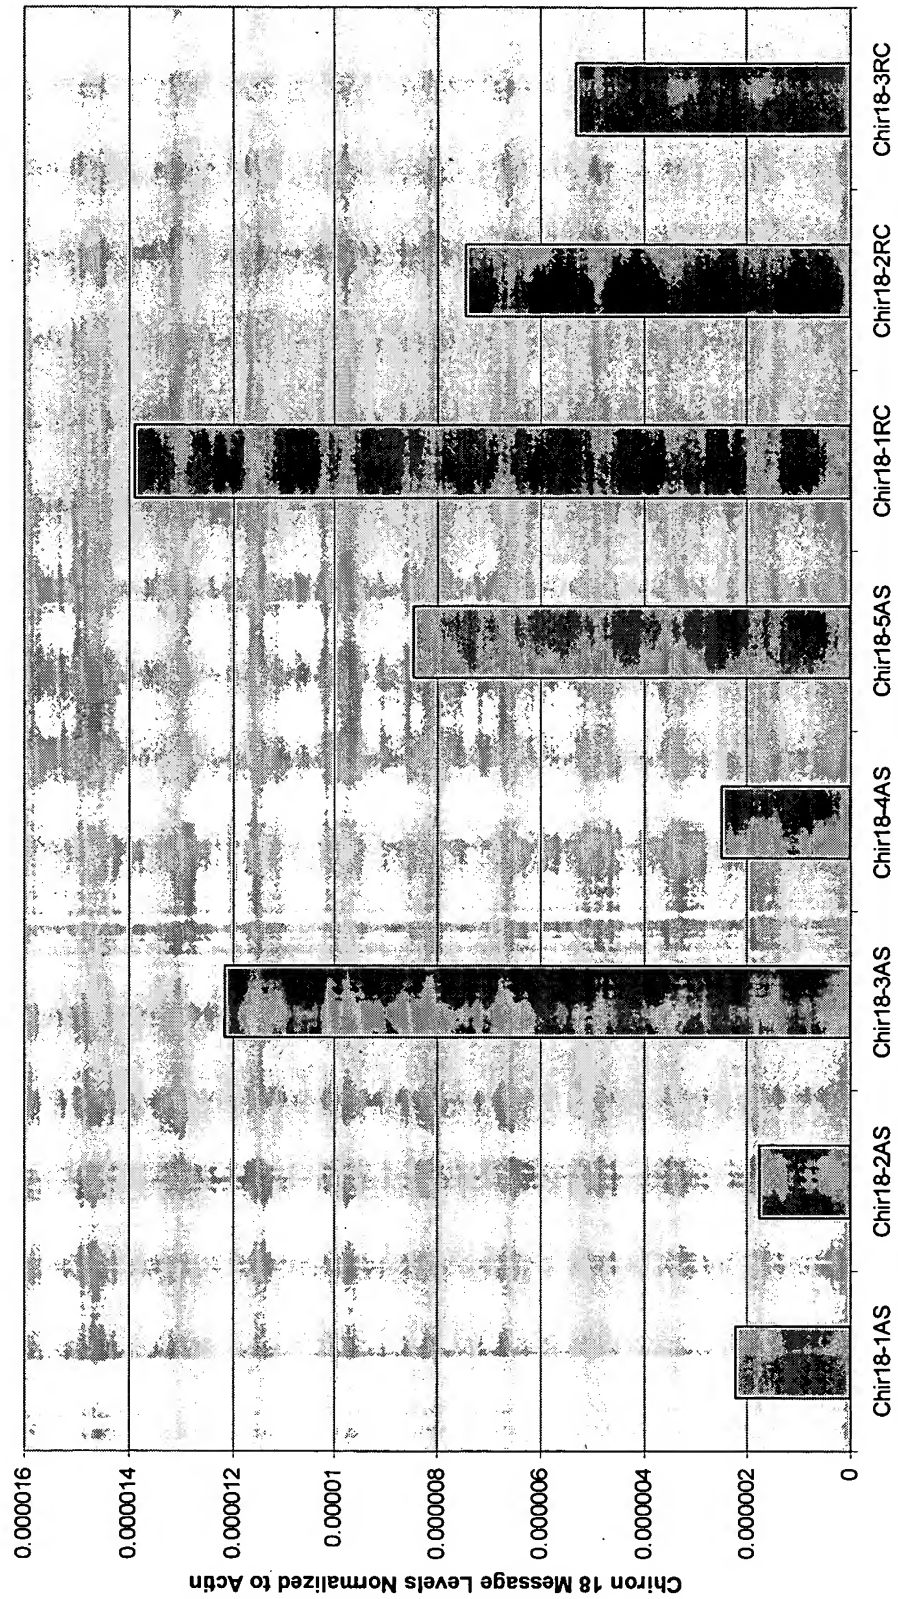 Chiron 18 Message Levels Normalized to Actin
0.000016
0.000014
0.000012
0.00001
0.000008
0.000006
0.000004
0.000002
0
Chir18-1AS
Chir18-2AS
Chir18-3AS
Chir18-4AS
Chir18-5AS
Chir18-1RC
Chir18-2RC
Chir18-3RC